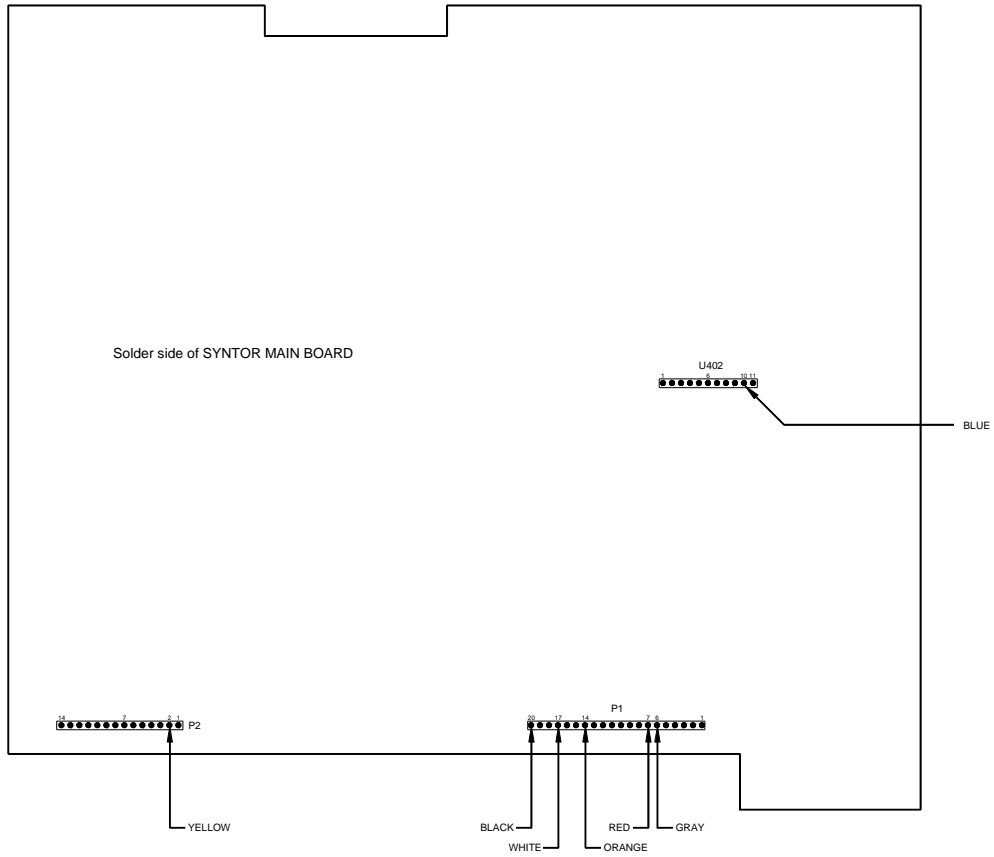 Solder side of SYNTOR MAIN BOARD
U402
1 6 10 11
BLUE
P1
14 7 2 1
P2
20 17 14 7 6 1
YELLOW
BLACK
RED
GRAY
WHITE
ORANGE